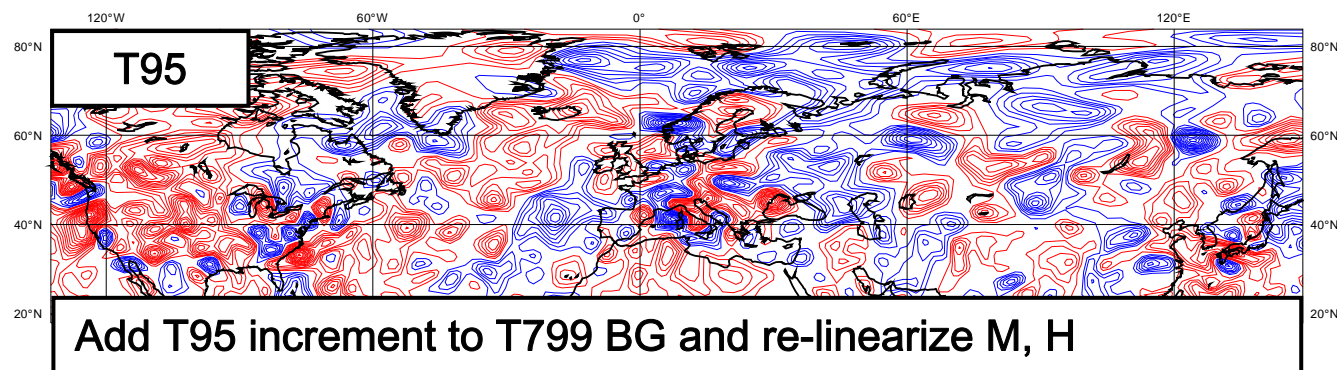 120°W 60°W 0° 60°E 120°E
80°N 80°N
T95
60°N 60°N
40°N 40°N
20°N 20°N
Add T95 increment to T799 BG and re-linearize M, H